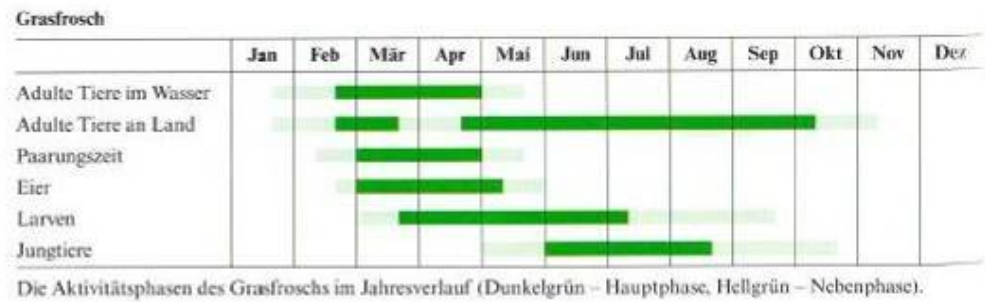 Grasfrosch
Jan Feb Mär Apr Mai Jun Jul Aug Sep Okt Nov Dez
Adulte Tiere im Wasser
Adulte Tiere an Land
Paarungszeit
Eier
Larven
Jungtiere
Die Aktivitätsphasen des Grasfroschs im Jahresverlauf (Dunkelgrün – Hauptphase, Hellgrün – Nebenphase).